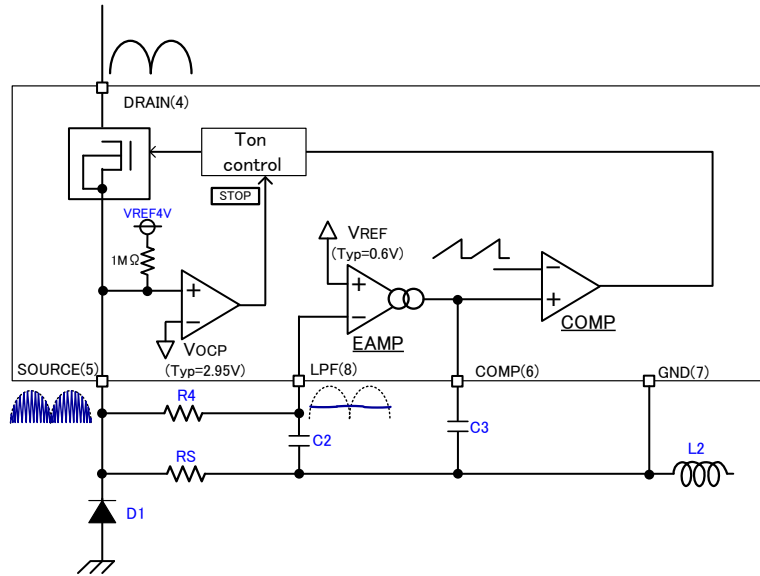 DRAIN(4)
Ton
control
STOP
VREF4V
1MΩ
VREF
(Typ=0.6V)
+
−
EAMP
−
+
COMP
+
−
VOCP
(Typ=2.95V)
SOURCE(5)
LPF(8)
COMP(6)
GND(7)
R4
C2
C3
L2
RS
D1